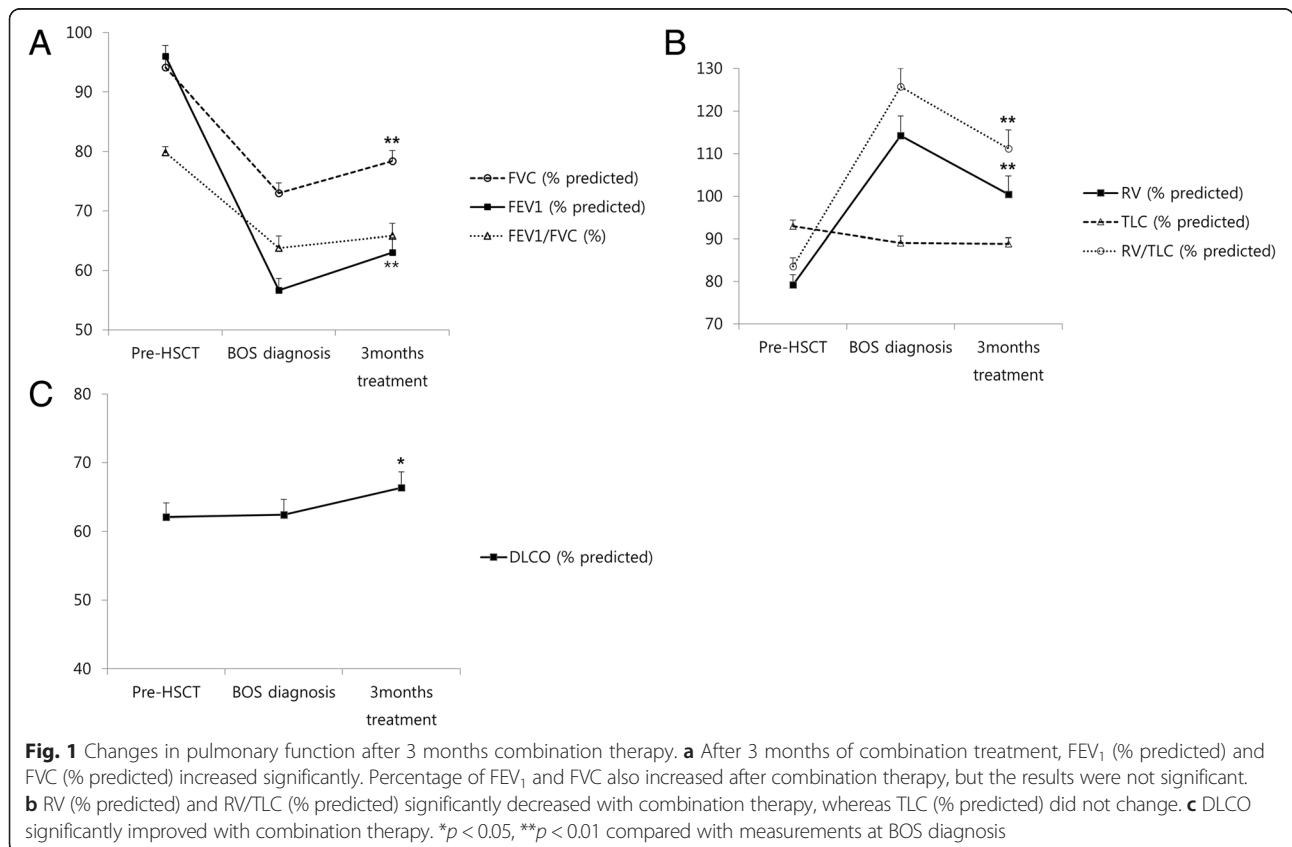 A
100
90
80
70
60
50
**
**
Pre-HSCT
BOS diagnosis
3months
treatment
FVC (% predicted)
FEV1 (% predicted)
FEV1/FVC (%)
B
130
120
110
100
90
80
70
**
**
Pre-HSCT
BOS diagnosis
3months
treatment
RV (% predicted)
TLC (% predicted)
RV/TLC (% predicted)
C
80
70
60
50
40
*
Pre-HSCT
BOS diagnosis
3months
treatment
DLCO (% predicted)
Fig. 1 Changes in pulmonary function after 3 months combination therapy. a After 3 months of combination treatment, FEV₁ (% predicted) and
FVC (% predicted) increased significantly. Percentage of FEV₁ and FVC also increased after combination therapy, but the results were not significant.
b RV (% predicted) and RV/TLC (% predicted) significantly decreased with combination therapy, whereas TLC (% predicted) did not change. c DLCO
significantly improved with combination therapy. *p < 0.05, **p < 0.01 compared with measurements at BOS diagnosis